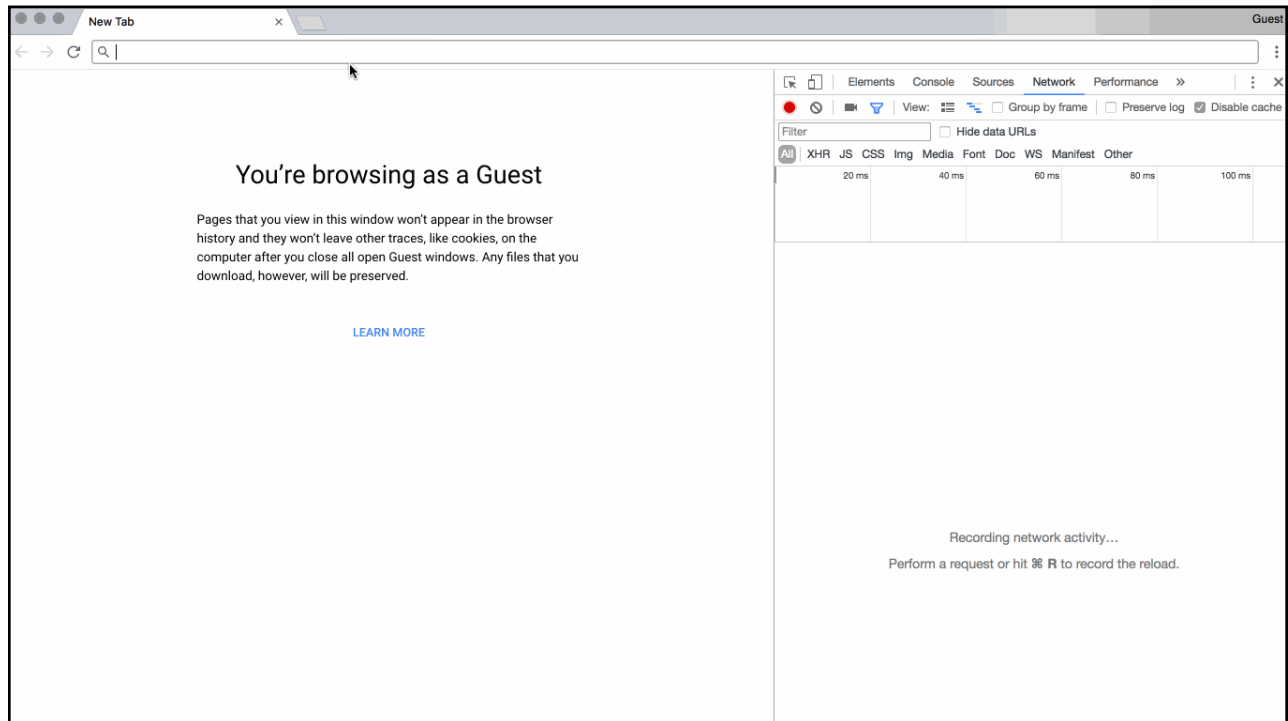 New Tab
Guest
You’re browsing as a Guest
Pages that you view in this window won’t appear in the browser
history and they won’t leave other traces, like cookies, on the
computer after you close all open Guest windows. Any files that you
download, however, will be preserved.
LEARN MORE
Elements Console Sources Network Performance »
View: Group by frame Preserve log Disable cache
Filter Hide data URLs
All XHR JS CSS Img Media Font Doc WS Manifest Other
20 ms 40 ms 60 ms 80 ms 100 ms
Recording network activity…
Perform a request or hit ⌘ R to record the reload.